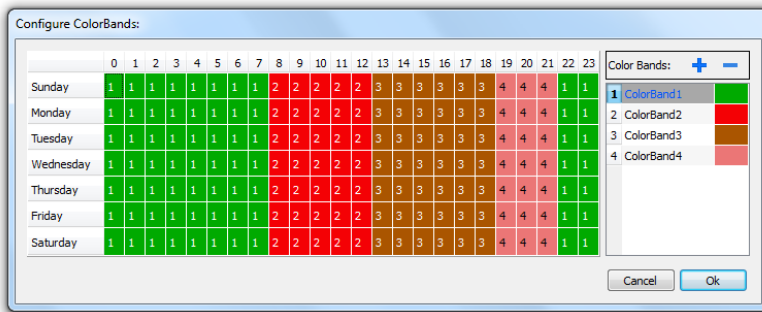 Configure ColorBands:
0 1 2 3 4 5 6 7 8 9 10 11 12 13 14 15 16 17 18 19 20 21 22 23
Sunday 1 1 1 1 1 1 1 1 2 2 2 2 2 3 3 3 3 3 3 4 4 4 1 1
Monday 1 1 1 1 1 1 1 1 2 2 2 2 2 3 3 3 3 3 3 4 4 4 1 1
Tuesday 1 1 1 1 1 1 1 1 2 2 2 2 2 3 3 3 3 3 3 4 4 4 1 1
Wednesday 1 1 1 1 1 1 1 1 2 2 2 2 2 3 3 3 3 3 3 4 4 4 1 1
Thursday 1 1 1 1 1 1 1 1 2 2 2 2 2 3 3 3 3 3 3 4 4 4 1 1
Friday 1 1 1 1 1 1 1 1 2 2 2 2 2 3 3 3 3 3 3 4 4 4 1 1
Saturday 1 1 1 1 1 1 1 1 2 2 2 2 2 3 3 3 3 3 3 4 4 4 1 1
Color Bands: + −
1 ColorBand1
2 ColorBand2
3 ColorBand3
4 ColorBand4
Cancel Ok